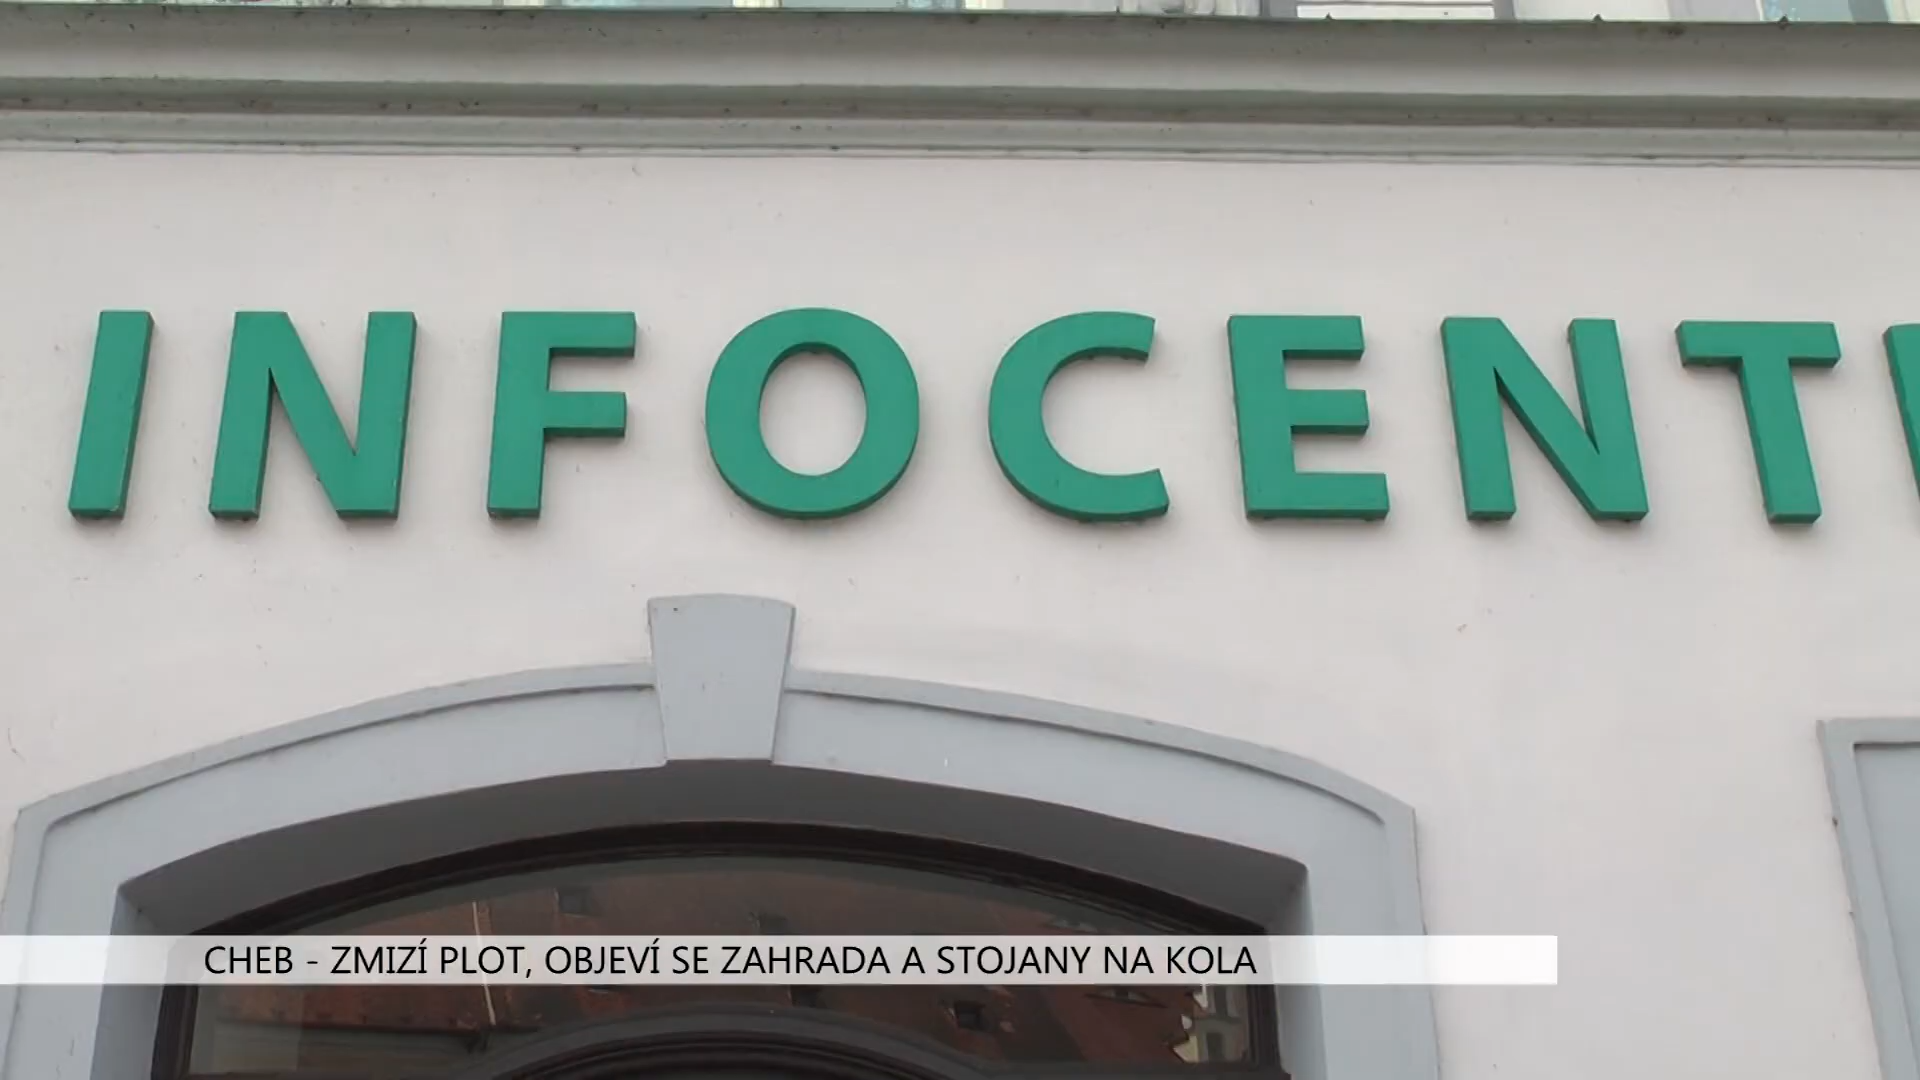 INFOCENT
CHEB - ZMIZÍ PLOT, OBJEVÍ SE ZAHRADA A STOJANY NA KOLA